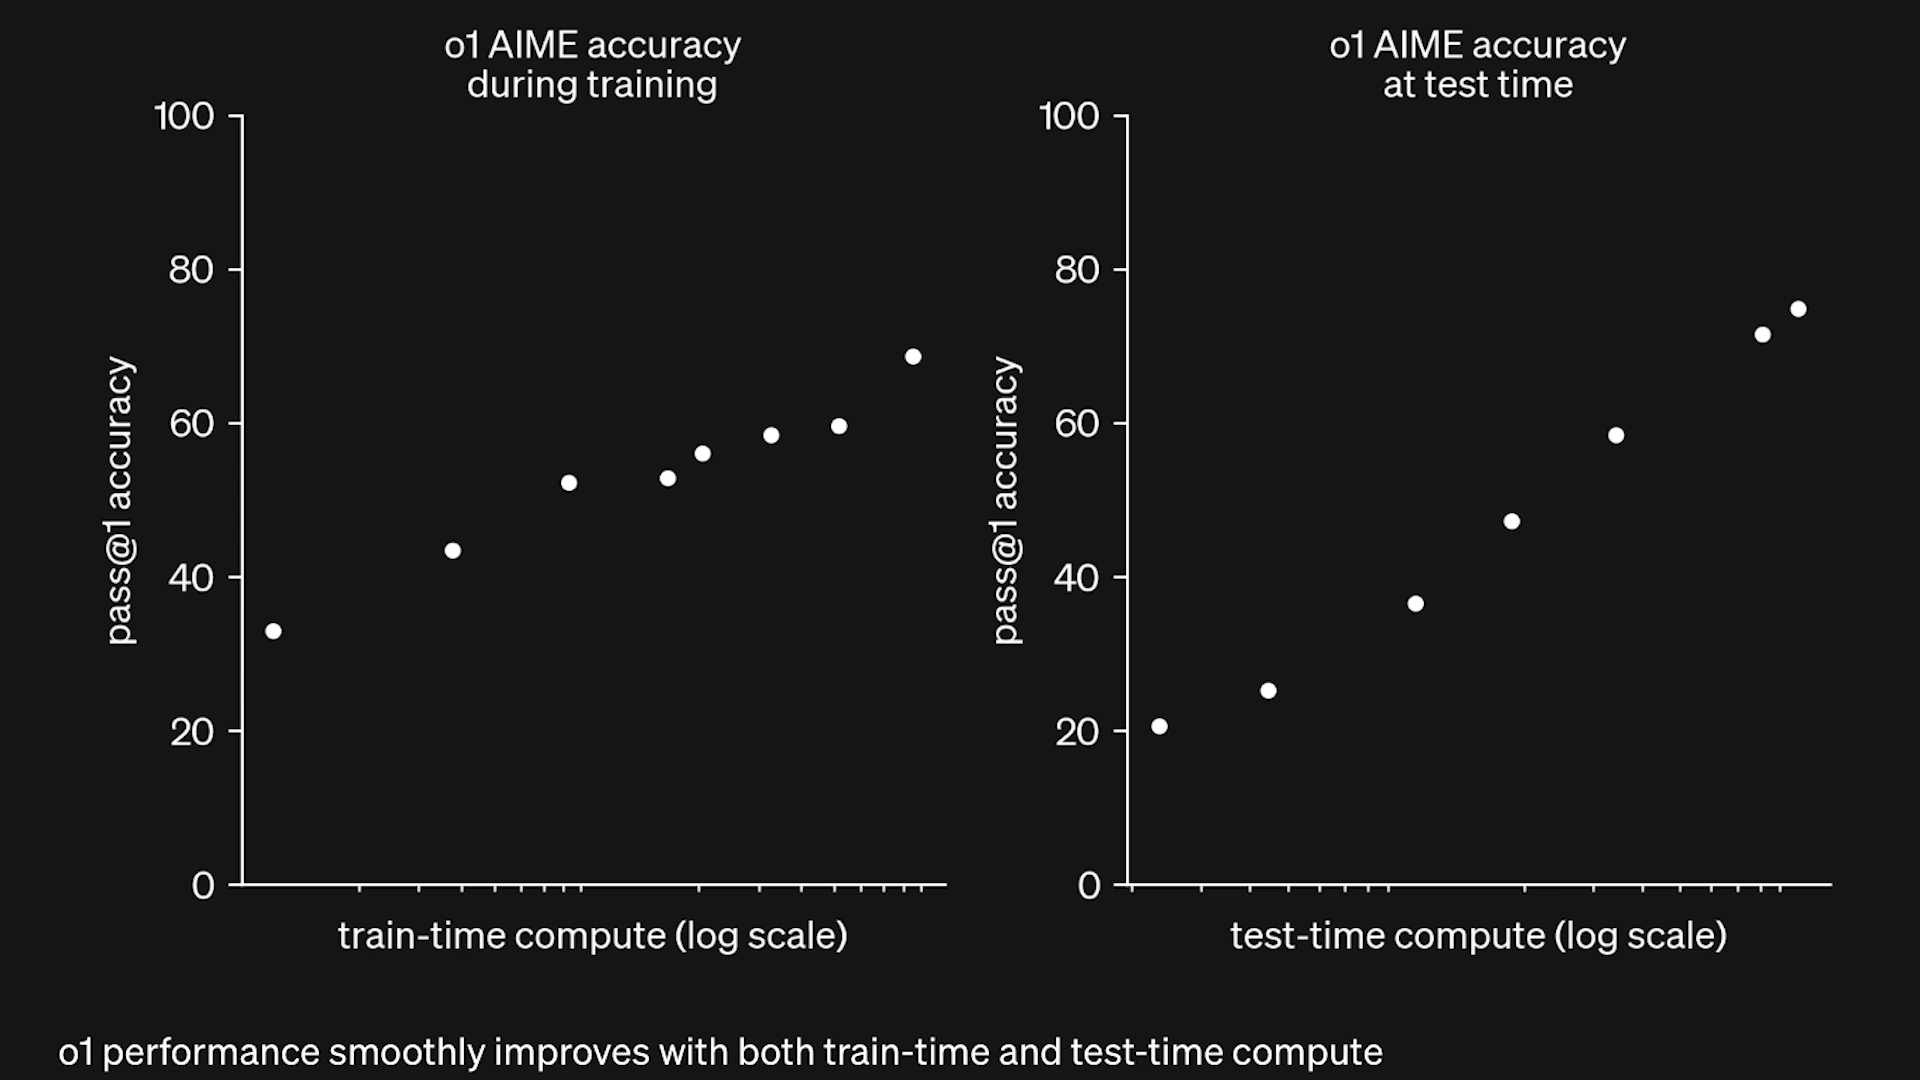 o1 AIME accuracy
during training
100
80
60
40
20
0
pass@1 accuracy
train-time compute (log scale)
o1 AIME accuracy
at test time
100
80
60
40
20
0
pass@1 accuracy
test-time compute (log scale)
o1 performance smoothly improves with both train-time and test-time compute